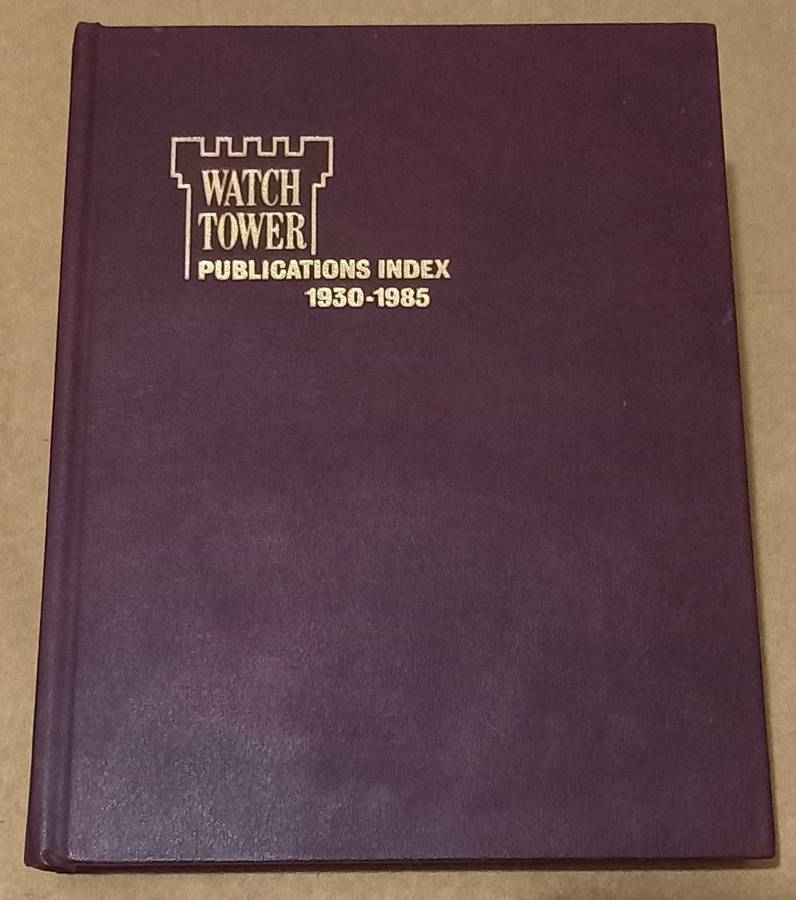 WATCH
TOWER
PUBLICATIONS INDEX
1930-1985